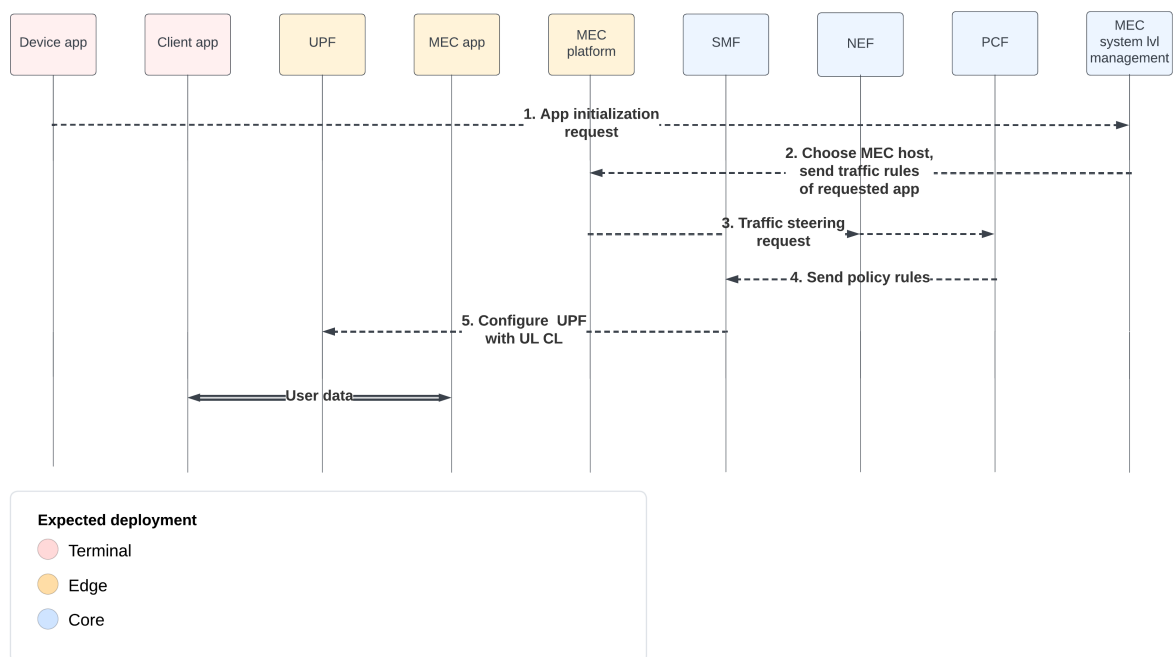 Device app
Client app
UPF
MEC app
MEC
platform
SMF
NEF
PCF
MEC
system lvl
management
1. App initialization
request
2. Choose MEC host,
send traffic rules
of requested app
3. Traffic steering
request
4. Send policy rules
5. Configure  UPF
with UL CL
User data
Expected deployment
Terminal
Edge
Core